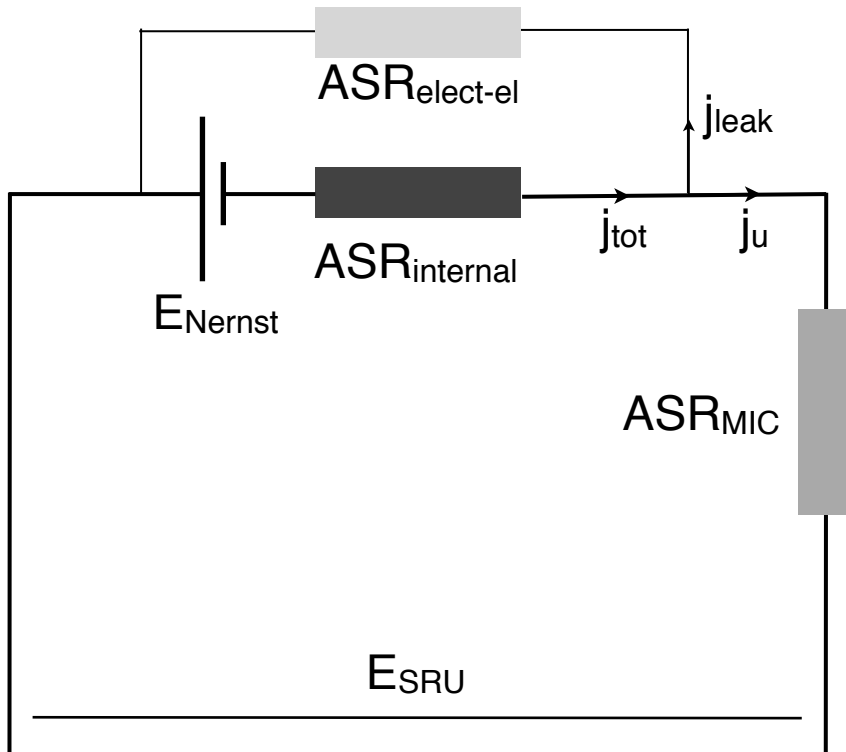 ASRelect-el
jleak
ASRinternal
jtot
ju
ENernst
ASRMIC
ESRU